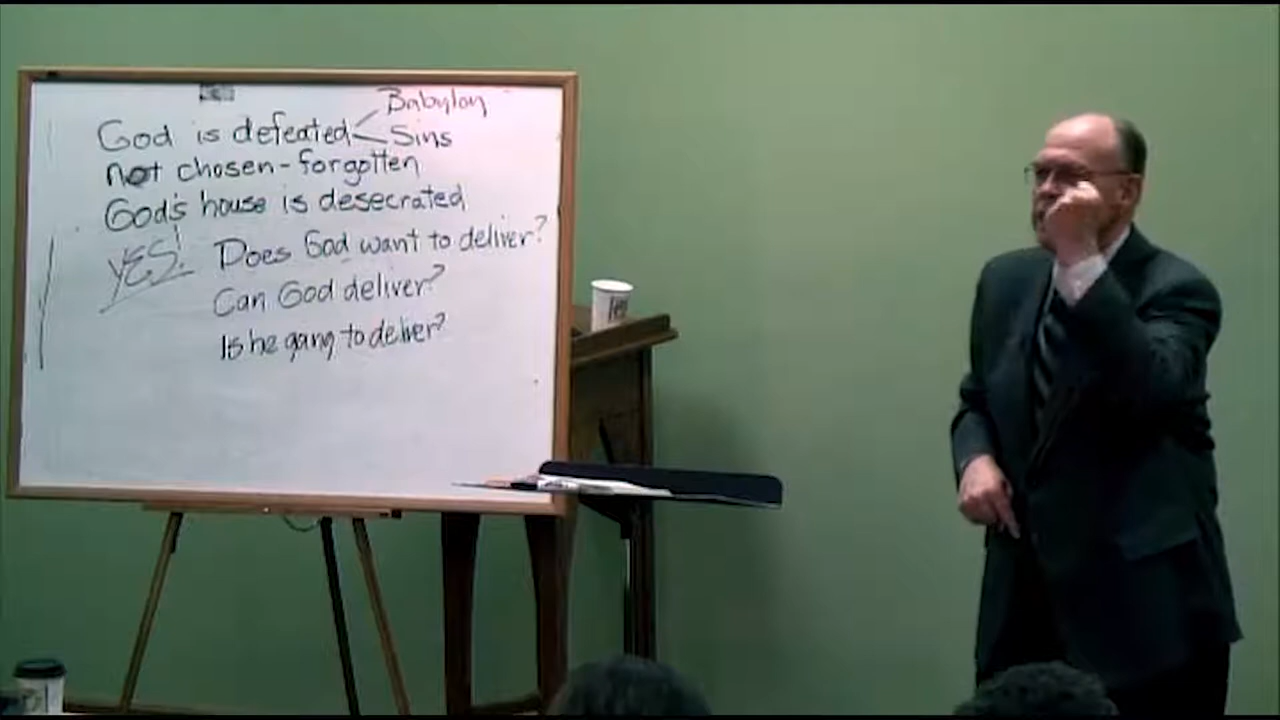 Babylon
God is defeated < Sins
not chosen - forgotten
God's house is desecrated
YES! Does God want to deliver?
Can God deliver?
Is he gang to deliver?